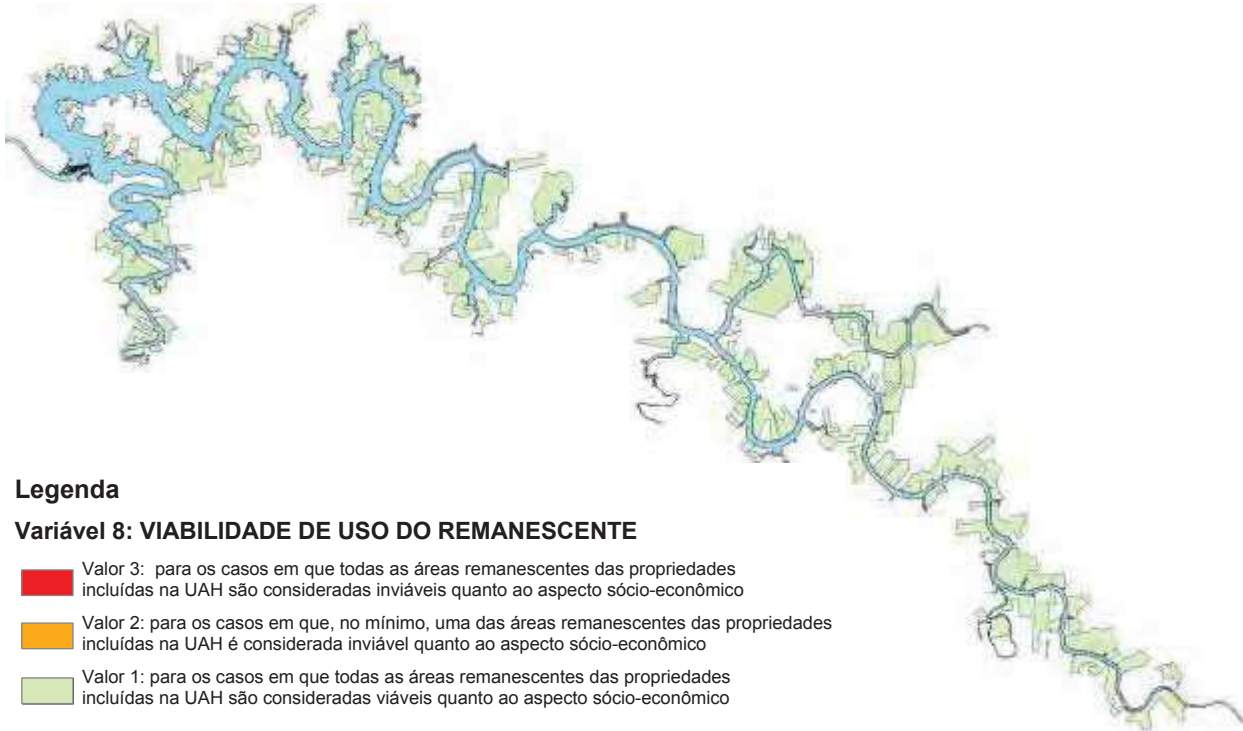 Legenda
Variável 8: VIABILIDADE DE USO DO REMANESCENTE
Valor 3: para os casos em que todas as áreas remanescentes das propriedades
incluídas na UAH são consideradas inviáveis quanto ao aspecto sócio-econômico
Valor 2: para os casos em que, no mínimo, uma das áreas remanescentes das propriedades
incluídas na UAH é considerada inviável quanto ao aspecto sócio-econômico
Valor 1: para os casos em que todas as áreas remanescentes das propriedades
incluídas na UAH são consideradas viáveis quanto ao aspecto sócio-econômico